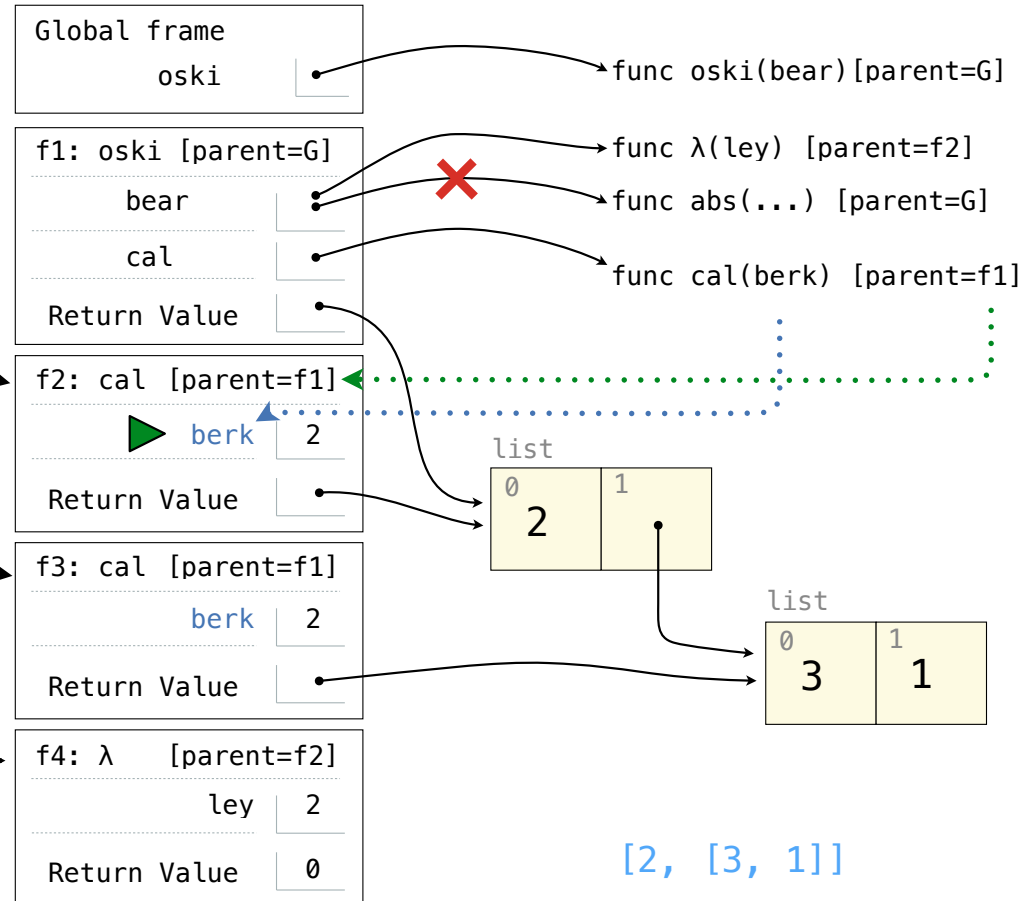 Global frame
oski
func oski(bear)[parent=G]
f1: oski [parent=G]
func λ(ley) [parent=f2]
bear
func abs(...) [parent=G]
cal
func cal(berk) [parent=f1]
Return Value
f2: cal [parent=f1]
berk 2
list
0 1
2
Return Value
f3: cal [parent=f1]
berk 2
list
0 1
3 1
Return Value
f4: λ [parent=f2]
ley 2
Return Value 0
[2, [3, 1]]